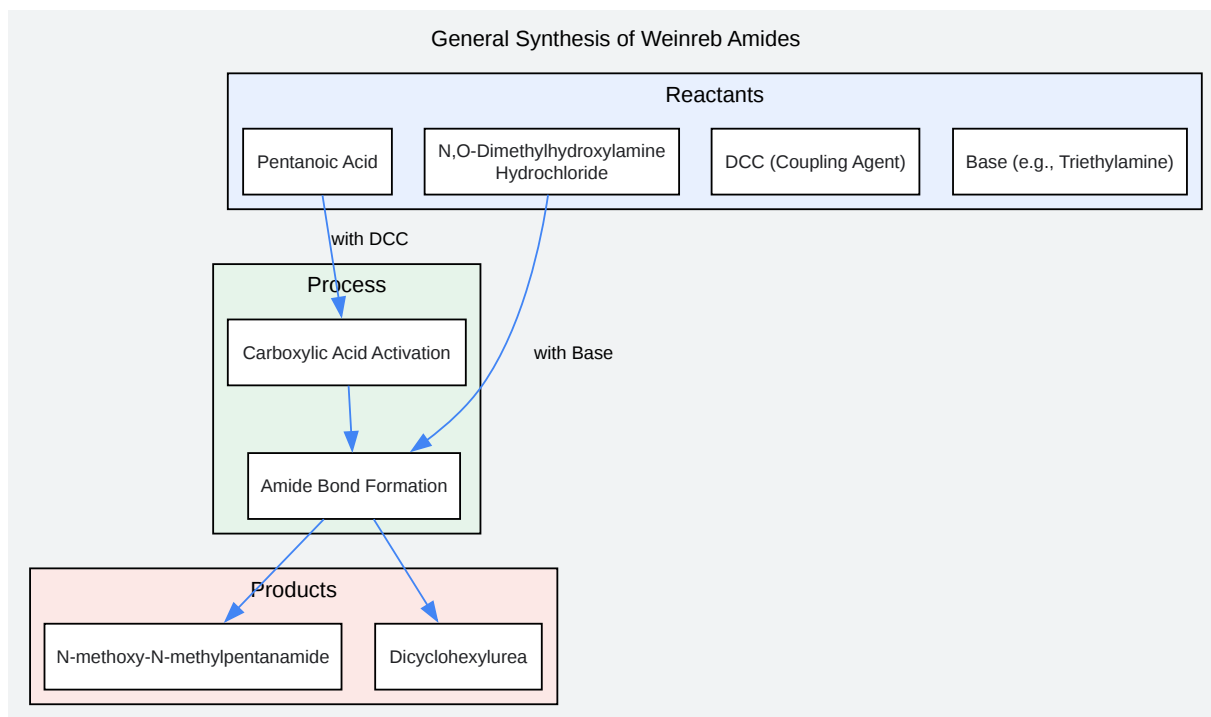 General Synthesis of Weinreb Amides
Reactants
Pentanoic Acid
N,O-Dimethylhydroxylamine
Hydrochloride
DCC (Coupling Agent)
Base (e.g., Triethylamine)
with DCC
Process
Carboxylic Acid Activation
with Base
Amide Bond Formation
Products
N-methoxy-N-methylpentanamide
Dicyclohexylurea